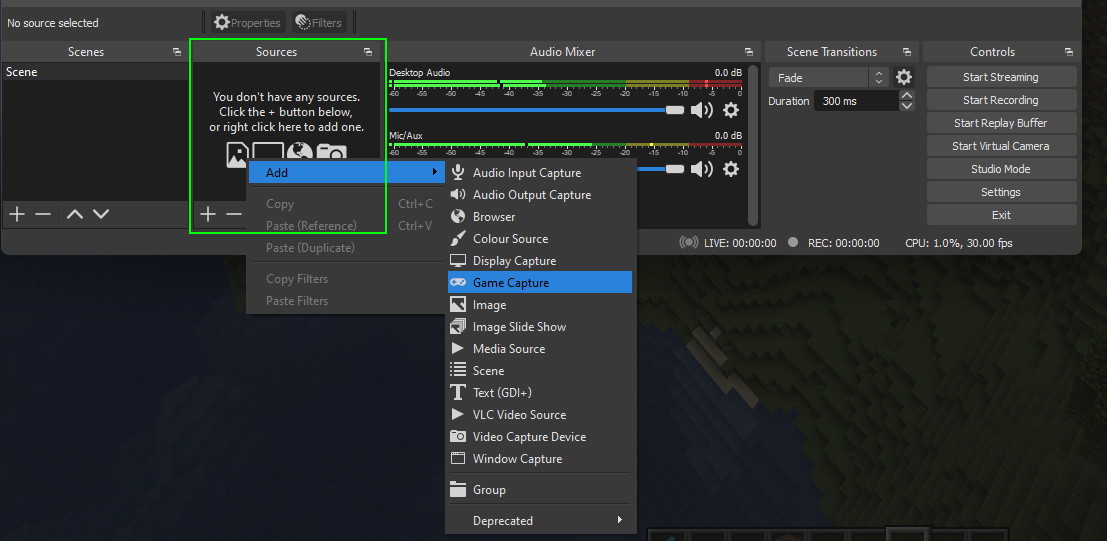 No source selected
Properties
Filters
Scenes
Scene
Sources
You don't have any sources.
Click the + button below,
or right click here to add one.
Audio Mixer
Desktop Audio
0.0 dB
-60 -55 -50 -45 -40 -35 -30 -25 -20 -15 -10 -5 0
Mic/Aux
0.0 dB
-60 -55 -50 -45 -40 -35 -30 -25 -20 -15 -10 -5 0
Scene Transitions
Fade
Duration 300 ms
Controls
Start Streaming
Start Recording
Start Replay Buffer
Start Virtual Camera
Studio Mode
Settings
Exit
Add
Copy Ctrl+C
Paste (Reference) Ctrl+V
Paste (Duplicate)
Copy Filters
Paste Filters
Audio Input Capture
Audio Output Capture
Browser
Colour Source
Display Capture
Game Capture
Image
Image Slide Show
Media Source
Scene
Text (GDI+)
VLC Video Source
Video Capture Device
Window Capture
Group
Deprecated
LIVE: 00:00:00
REC: 00:00:00
CPU: 1.0%, 30.00 fps